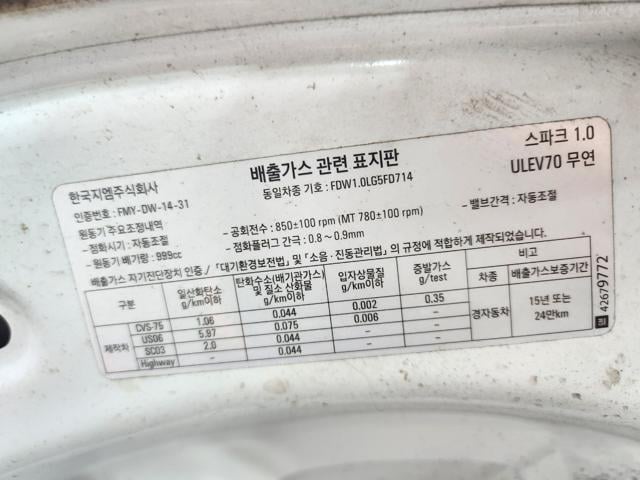 한국지엠주식회사
배출가스 관련 표지판
스파크 1.0
인증번호: FMY-DW-14-31
동일차종 기호: FDW1.0LG5FD714
ULEV70 무연
원동기 주요조정내역
-점화시기: 자동조절
- 공회전수: 850±100 rpm (MT 780±100 rpm)
- 밸브간격: 자동조절
-원동기 배기량: 999cc
- 점화플러그 간극: 0.8~0.9mm
배출가스 자기진단장치 인증 / 「대기환경보전법」 및 「소음·진동관리법」의 규정에 적합하게 제작되었습니다.
구분
일산화탄소 g/km이하
탄화수소(배기관가스) 및 질소 산화물 g/km이하
입자상물질 g/km이하
증발가스 g/test
비고
차종 배출가스보증기간
제작차
CVS-75 1.06 0.044 0.002 0.35
US06 5.97 0.075 0.006
SC03 2.0 0.044
Highway 0.044
경자동차 15년 또는 24만km
gm 42679772